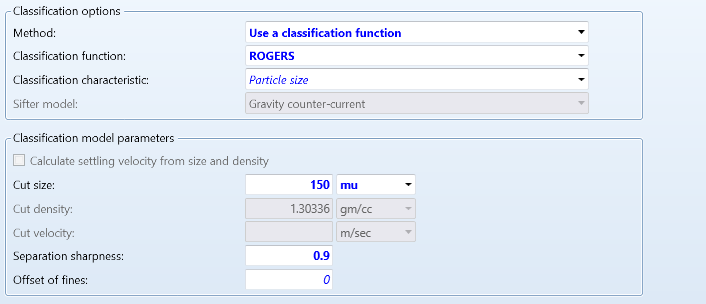 Classification options
Method: Use a classification function
Classification function: ROGERS
Classification characteristic: Particle size
Sifter model: Gravity counter-current
Classification model parameters
Calculate settling velocity from size and density
Cut size: 150 mu
Cut density: 1.30336 gm/cc
Cut velocity: m/sec
Separation sharpness: 0.9
Offset of fines: 0